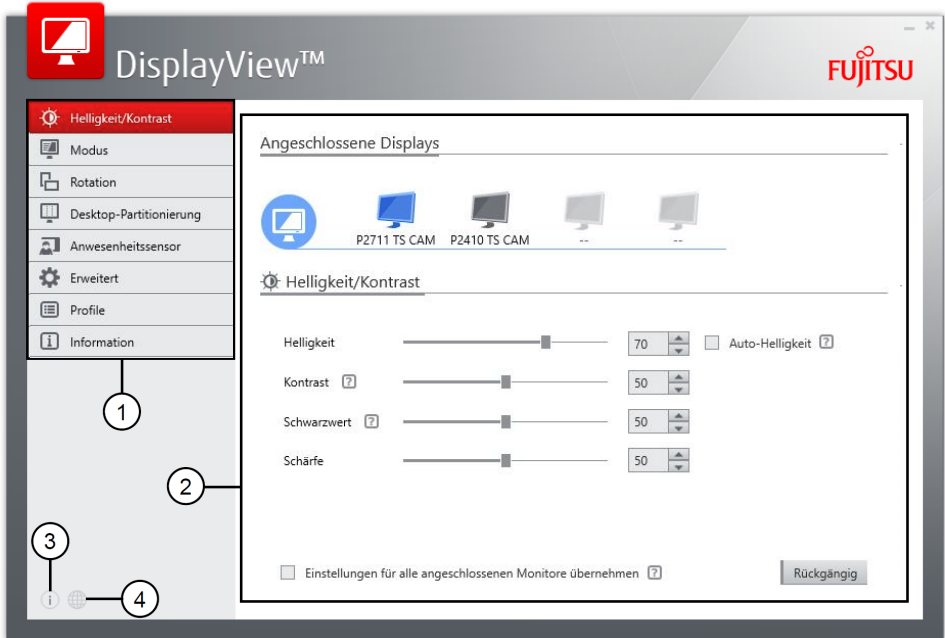 DisplayView™
FUJITSU
Helligkeit/Kontrast
Modus
Rotation
Desktop-Partitionierung
Anwesenheitssensor
Erweitert
Profile
Information
1
3
4
2
Angeschlossene Displays
P2711 TS CAM P2410 TS CAM -- --
Helligkeit/Kontrast
Helligkeit 70 Auto-Helligkeit ?
Kontrast ? 50
Schwarzwert ? 50
Schärfe 50
Einstellungen für alle angeschlossenen Monitore übernehmen ? Rückgängig